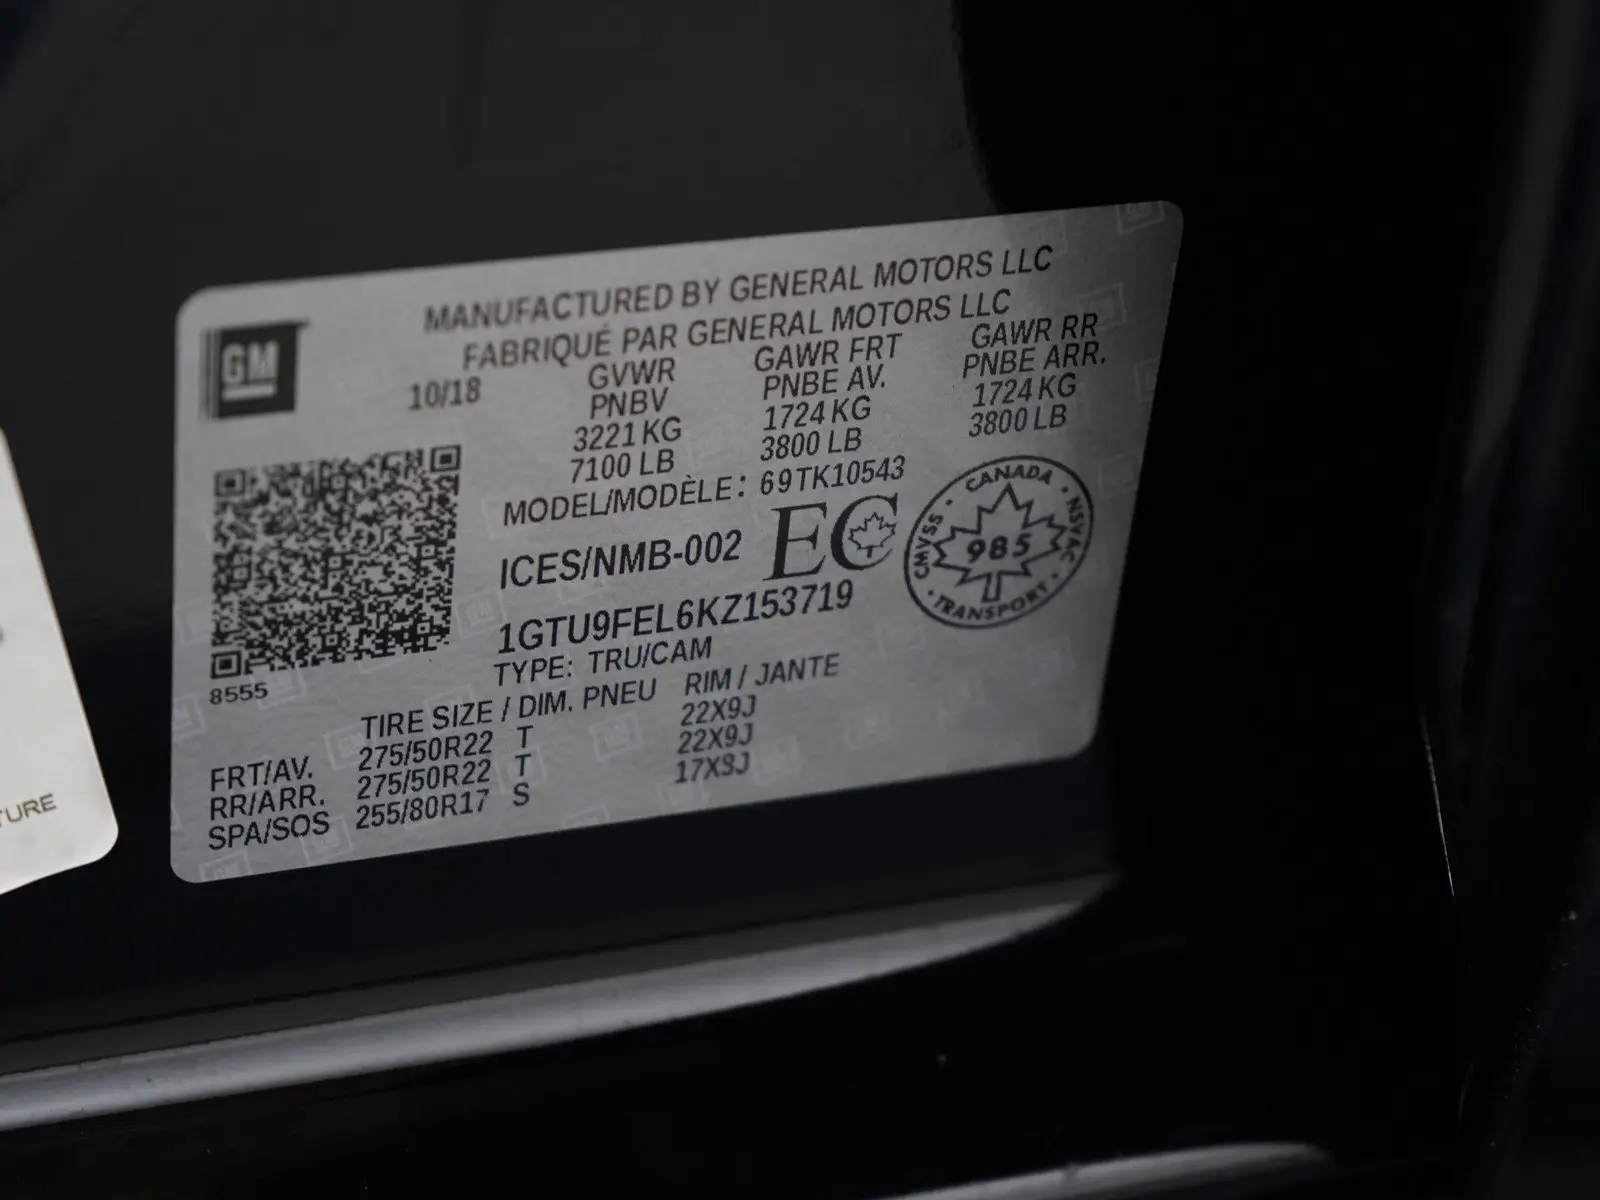 MANUFACTURED BY GENERAL MOTORS LLC
FABRIQUÉ PAR GENERAL MOTORS LLC
GM
10/18
GVWR GAWR FRT GAWR RR
PNBV PNBE AV. PNBE ARR.
3221 KG 1724 KG 1724 KG
7100 LB 3800 LB 3800 LB
MODEL/MODÈLE: 69TK10543
ICES/NMB-002 EC
CANADA · NSVAC · TRANSPORT · CMVSS ·
985
1GTU9FEL6KZ153719
TYPE: TRU/CAM
8555
TIRE SIZE / DIM. PNEU RIM / JANTE
FRT/AV. 275/50R22 T 22X9J
RR/ARR. 275/50R22 T 22X9J
SPA/SOS 255/80R17 S 17X8J
TURE